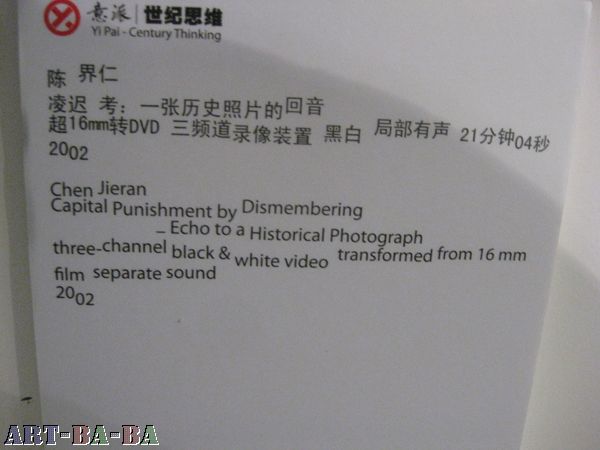 意派 世纪思维
Yi Pai - Century Thinking
陈 界仁
凌迟 考：一张历史照片的回音
超16mm转DVD 三频道录像装置 黑白 局部有声 21分钟04秒
2002
Chen Jieran
Capital Punishment by Dismembering
– Echo to a Historical Photograph
three-channel black & white video transformed from 16 mm
film separate sound
2002
ART-BA-BA